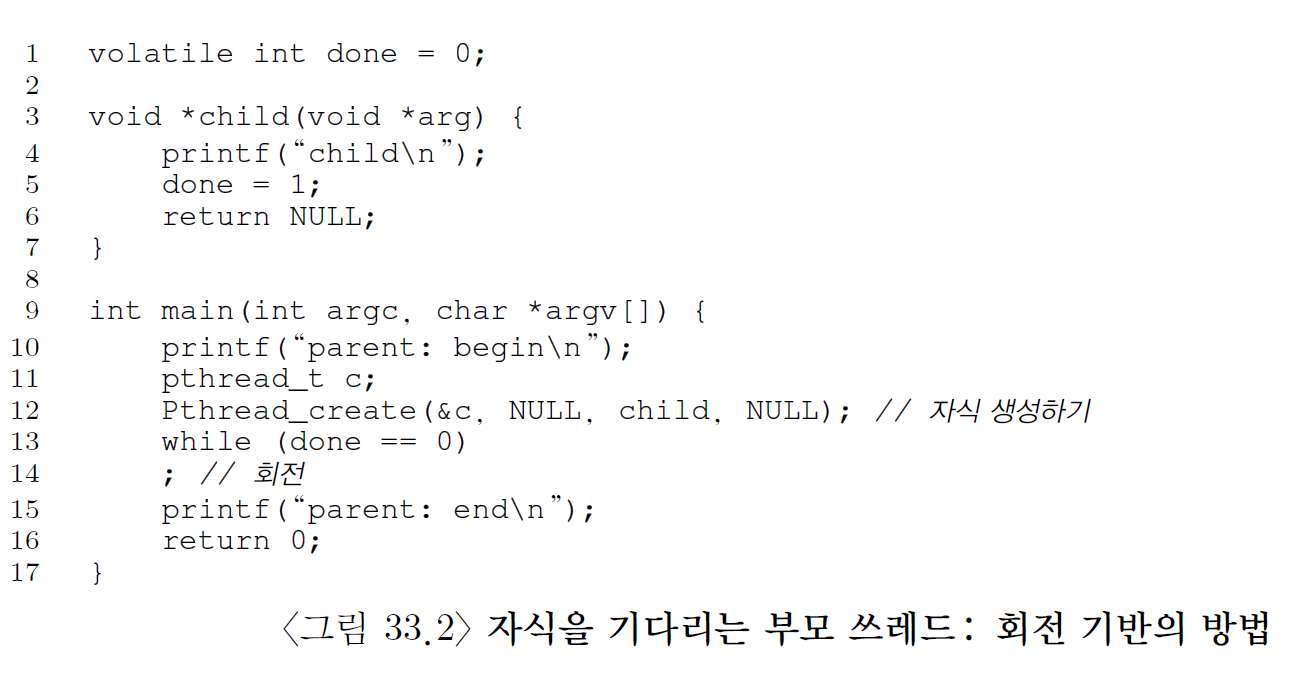 1 volatile int done = 0;
2
3 void *child(void *arg) {
4 printf(“child\n”);
5 done = 1;
6 return NULL;
7 }
8
9 int main(int argc, char *argv[]) {
10 printf(“parent: begin\n”);
11 pthread_t c;
12 Pthread_create(&c, NULL, child, NULL); // 자식 생성하기
13 while (done == 0)
14 ; // 회전
15 printf(“parent: end\n”);
16 return 0;
17 }
〈그림 33.2〉 자식을 기다리는 부모 쓰레드: 회전 기반의 방법